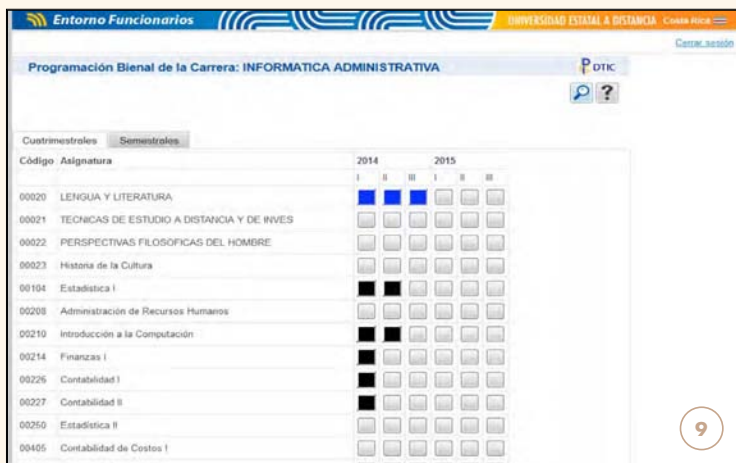 Entorno Funcionarios
UNIVERSIDAD ESTATAL A DISTANCIA Costa Rica
Cerrar sesión
Programación Bienal de la Carrera: INFORMATICA ADMINISTRATIVA
DTIC
?
Cuatrimestrales Semestrales
Código Asignatura 2014 2015
I II III I II III
00020 LENGUA Y LITERATURA
00021 TECNICAS DE ESTUDIO A DISTANCIA Y DE INVES
00022 PERSPECTIVAS FILOSOFICAS DEL HOMBRE
00023 Historia de la Cultura
00104 Estadística I
00208 Administración de Recursos Humanos
00210 Introducción a la Computación
00214 Finanzas I
00226 Contabilidad I
00227 Contabilidad II
00250 Estadística II
00405 Contabilidad de Costos I
9